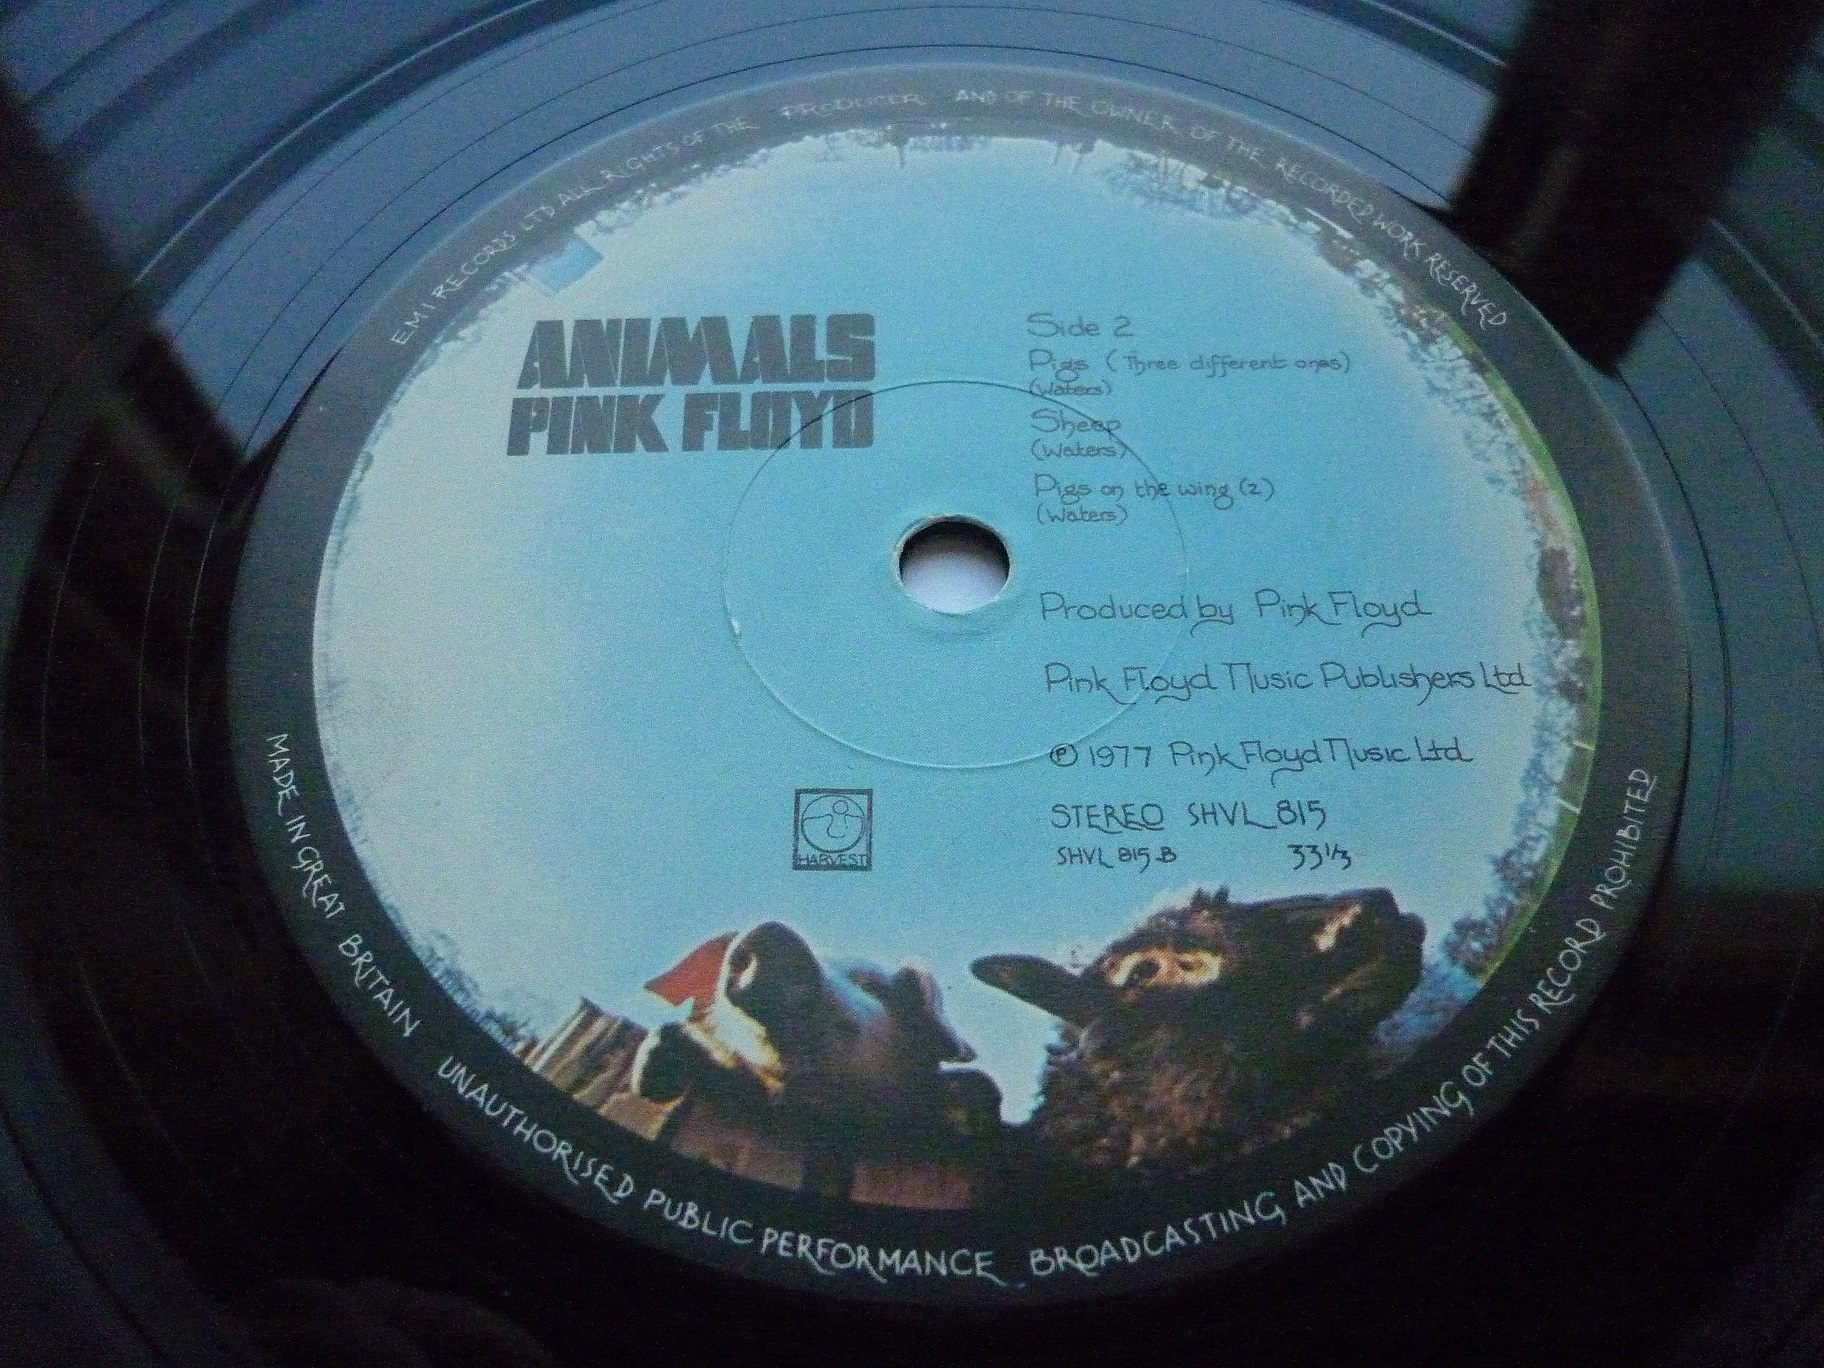 EMI RECORDS LTD ALL RIGHTS OF THE PRODUCER AND OF THE OWNER OF THE RECORDED WORK RESERVED
ANIMALS
PINK FLOYD
Side 2
Pigs (Three different ones)
(Waters)
Sheep
(Waters)
Pigs on the wing (2)
(Waters)
Produced by Pink Floyd
Pink Floyd Music Publishers Ltd
℗ 1977 Pink Floyd Music Ltd
STEREO SHVL 815
SHVL 815 B 33 1/3
HARVEST
MADE IN GREAT BRITAIN UNAUTHORISED PUBLIC PERFORMANCE BROADCASTING AND COPYING OF THIS RECORD PROHIBITED